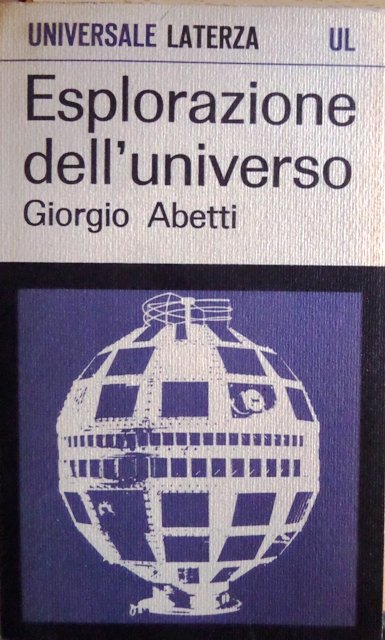 UNIVERSALE LATERZA UL
Esplorazione
dell'universo
Giorgio Abetti